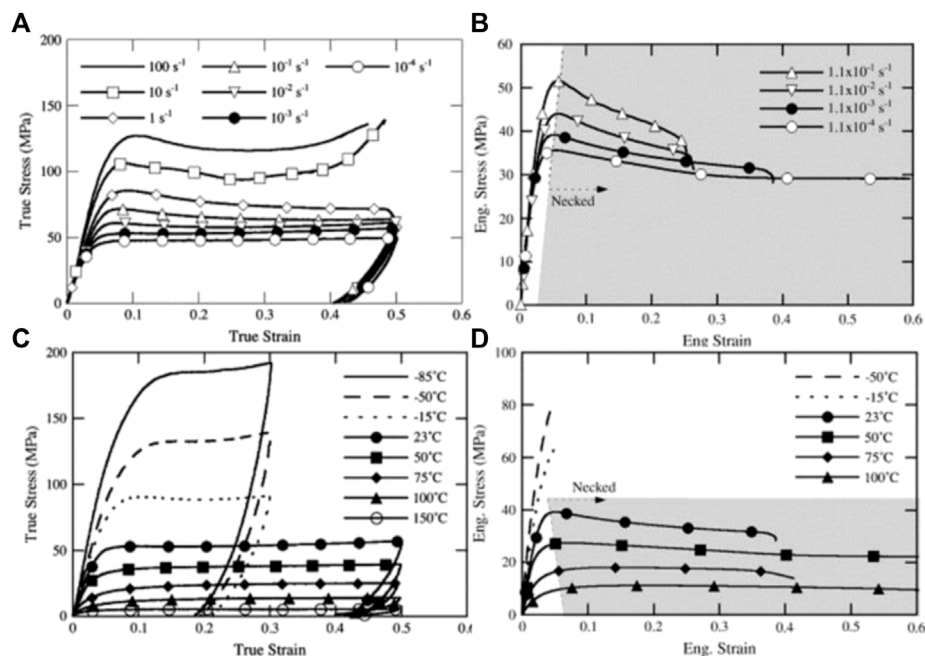 A
True Stress (MPa)
200
150
100
50
0
100 s⁻¹
10 s⁻¹
1 s⁻¹
10⁻¹ s⁻¹
10⁻² s⁻¹
10⁻³ s⁻¹
10⁻⁴ s⁻¹
0 0.1 0.2 0.3 0.4 0.5 0.6
True Strain
B
Eng. Stress (MPa)
60
50
40
30
20
10
0
1.1x10⁻¹ s⁻¹
1.1x10⁻² s⁻¹
1.1x10⁻³ s⁻¹
1.1x10⁻⁴ s⁻¹
Necked
0 0.1 0.2 0.3 0.4 0.5 0.6
Eng Strain
C
True Stress (MPa)
200
150
100
50
0
-85˚C
-50˚C
-15˚C
23˚C
50˚C
75˚C
100˚C
150˚C
0 0.1 0.2 0.3 0.4 0.5 0.6
True Strain
D
Eng. Stress (MPa)
100
80
60
40
20
0
-50˚C
-15˚C
23˚C
50˚C
75˚C
100˚C
Necked
0 0.1 0.2 0.3 0.4 0.5 0.6
Eng. Strain